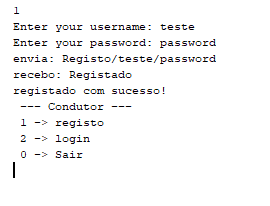 1
Enter your username: teste
Enter your password: password
envia: Registo/teste/password
recebo: Registado
registado com sucesso!
--- Condutor ---
1 -> registo
2 -> login
0 -> Sair